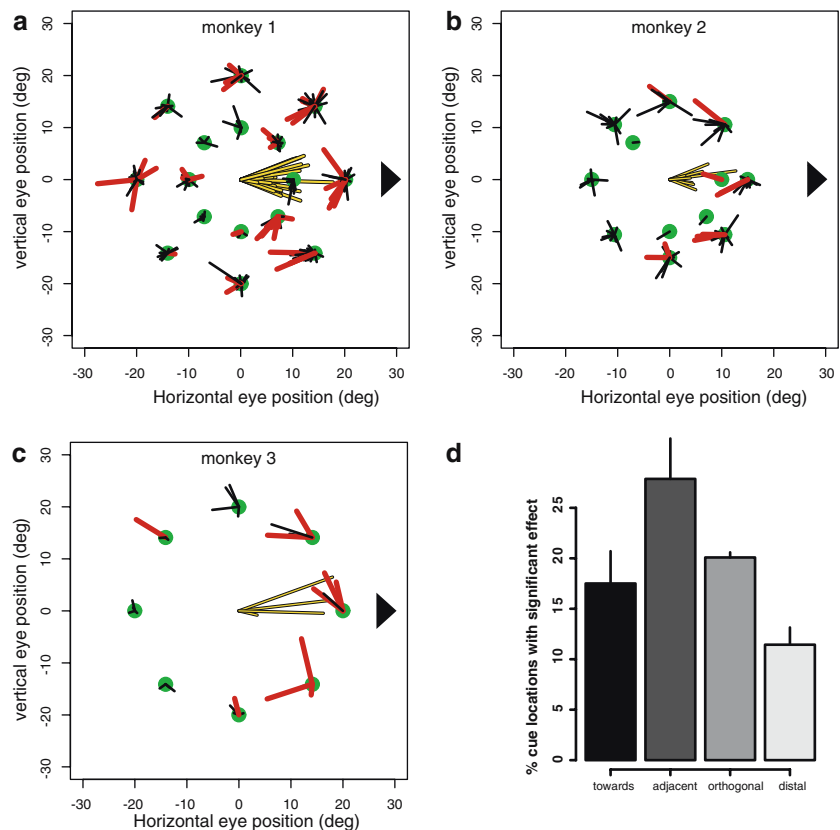 a
monkey 1
vertical eye position (deg)
30
20
10
0
-10
-20
-30
-30 -20 -10 0 10 20 30
Horizontal eye position (deg)
b
monkey 2
vertical eye position (deg)
30
20
10
0
-10
-20
-30
-30 -20 -10 0 10 20 30
Horizontal eye position (deg)
c
monkey 3
vertical eye position (deg)
30
20
10
0
-10
-20
-30
-30 -20 -10 0 10 20 30
Horizontal eye position (deg)
d
% cue locations with significant effect
25
20
15
10
5
0
towards adjacent orthogonal distal